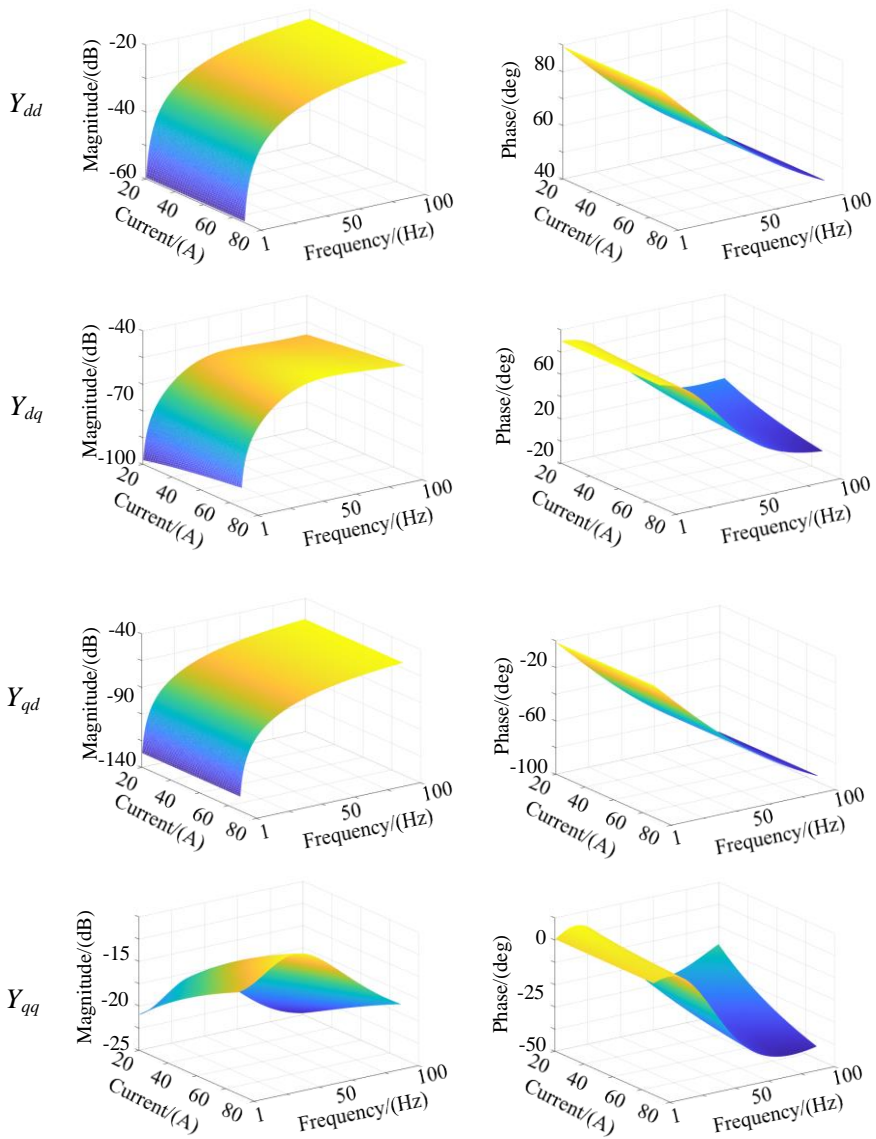 Y_dd
Magnitude/(dB)
-20
-40
-60
20
40
60
80
Current/(A)
1
50
100
Frequency/(Hz)
Phase/(deg)
80
60
40
20
40
60
80
Current/(A)
1
50
100
Frequency/(Hz)
Y_dq
Magnitude/(dB)
-40
-70
-100
20
40
60
80
Current/(A)
1
50
100
Frequency/(Hz)
Phase/(deg)
60
20
-20
20
40
60
80
Current/(A)
1
50
100
Frequency/(Hz)
Y_qd
Magnitude/(dB)
-40
-90
-140
20
40
60
80
Current/(A)
1
50
100
Frequency/(Hz)
Phase/(deg)
-20
-60
-100
20
40
60
80
Current/(A)
1
50
100
Frequency/(Hz)
Y_qq
Magnitude/(dB)
-15
-20
-25
20
40
60
80
Current/(A)
1
50
100
Frequency/(Hz)
Phase/(deg)
0
-25
-50
20
40
60
80
Current/(A)
1
50
100
Frequency/(Hz)